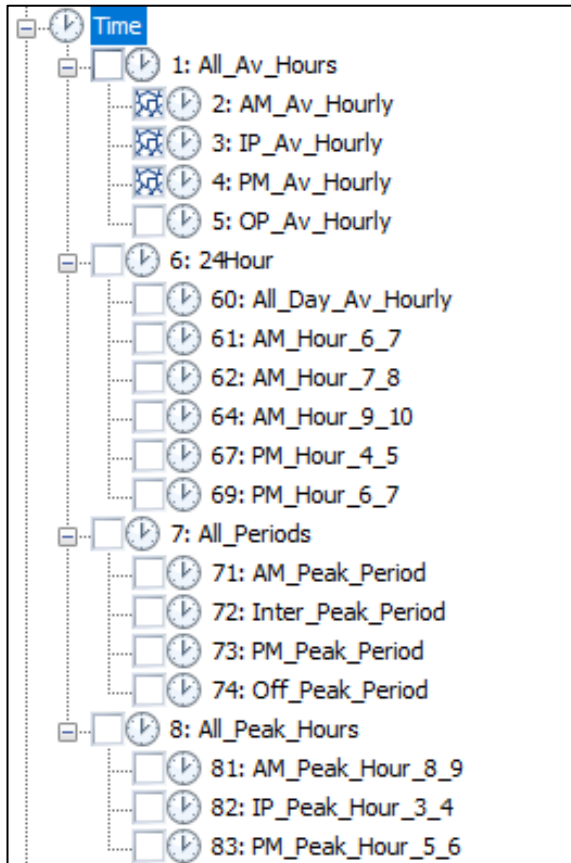 Time
1: All_Av_Hours
2: AM_Av_Hourly
3: IP_Av_Hourly
4: PM_Av_Hourly
5: OP_Av_Hourly
6: 24Hour
60: All_Day_Av_Hourly
61: AM_Hour_6_7
62: AM_Hour_7_8
64: AM_Hour_9_10
67: PM_Hour_4_5
69: PM_Hour_6_7
7: All_Periods
71: AM_Peak_Period
72: Inter_Peak_Period
73: PM_Peak_Period
74: Off_Peak_Period
8: All_Peak_Hours
81: AM_Peak_Hour_8_9
82: IP_Peak_Hour_3_4
83: PM_Peak_Hour_5_6